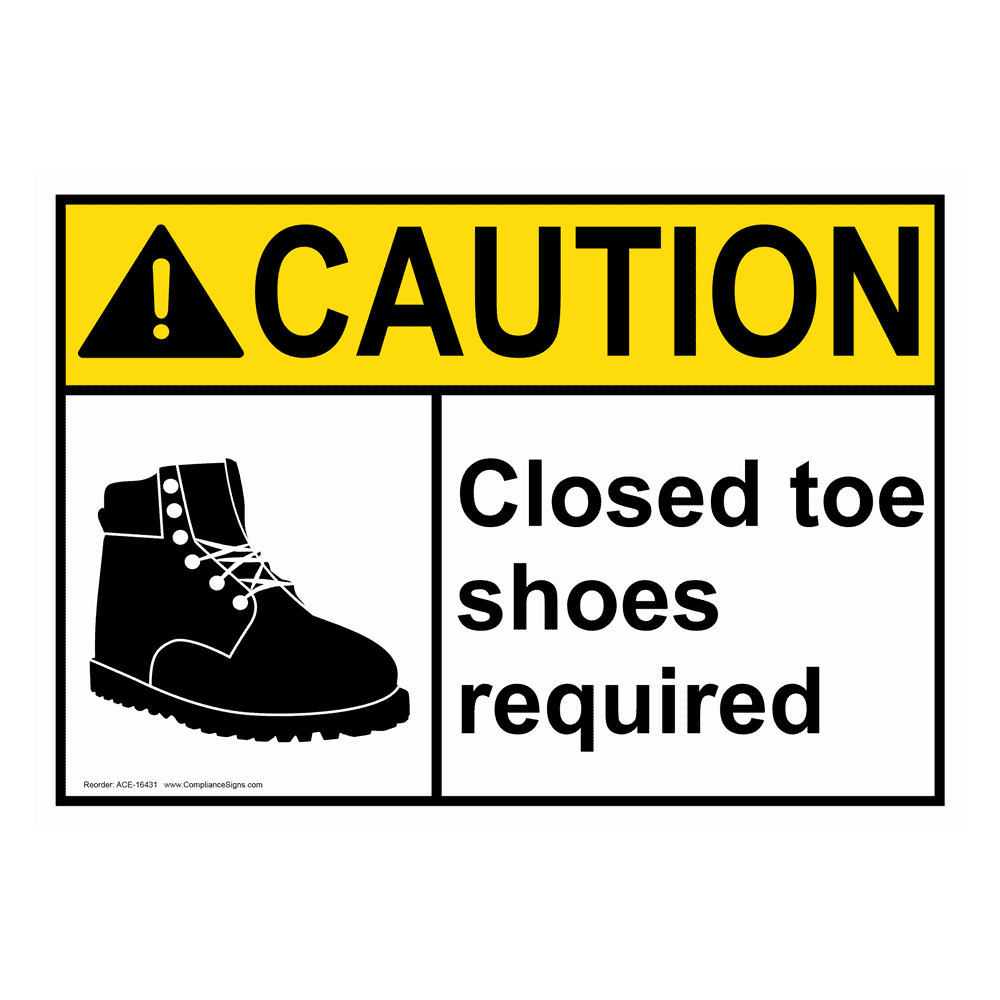 CAUTION
Closed toe
shoes
required
Reorder: ACE-16431 www.ComplianceSigns.com